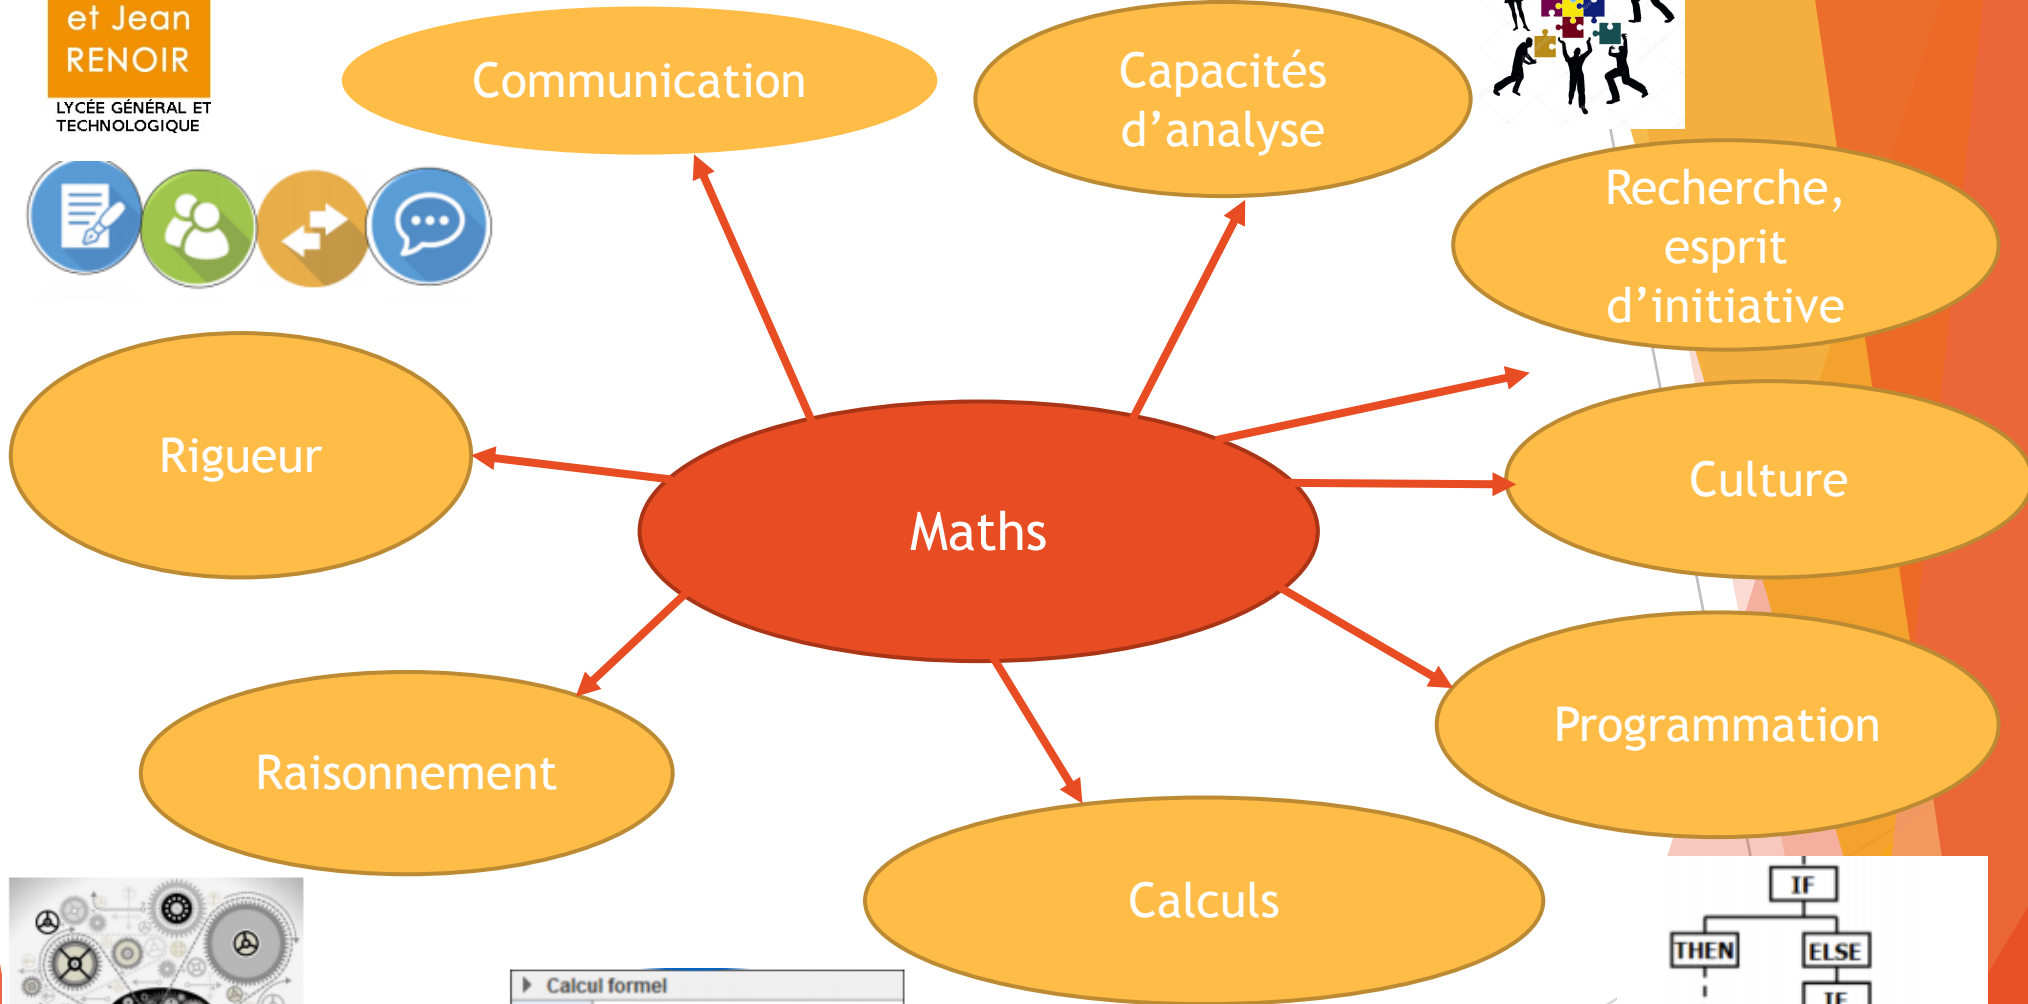 et Jean
RENOIR
LYCÉE GÉNÉRAL ET
TECHNOLOGIQUE
Communication
Capacités
d’analyse
Recherche,
esprit
d’initiative
Rigueur
Culture
Maths
Programmation
Raisonnement
Calculs
IF
THEN
ELSE
IF
Calcul formel